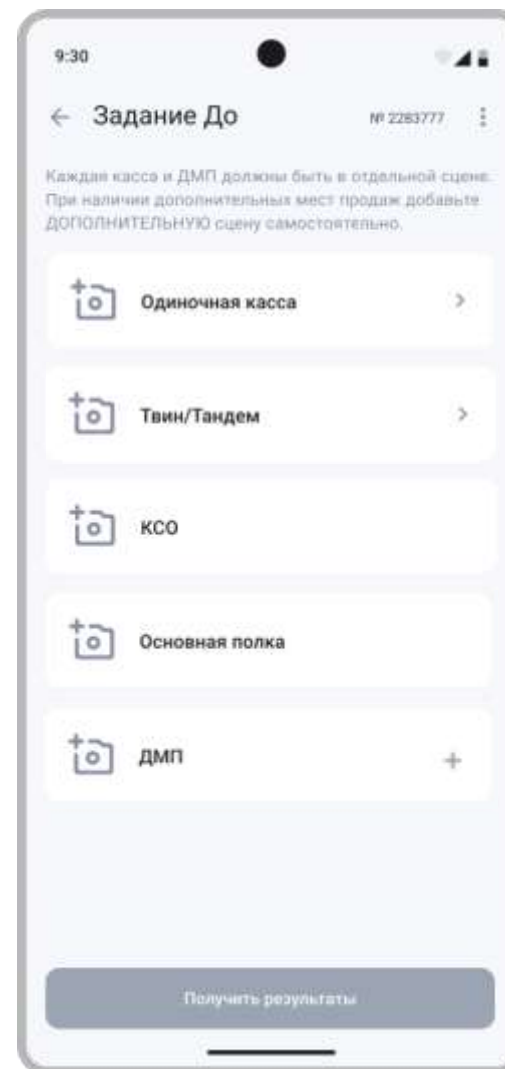 9:30
Задание До
№ 2283777
Каждая касса и ДМП должны быть в отдельной сцене.
При наличии дополнительных мест продаж добавьте
ДОПОЛНИТЕЛЬНУЮ сцену самостоятельно.
Одиночная касса
Твин/Тандем
КСО
Основная полка
ДМП
Получить результаты